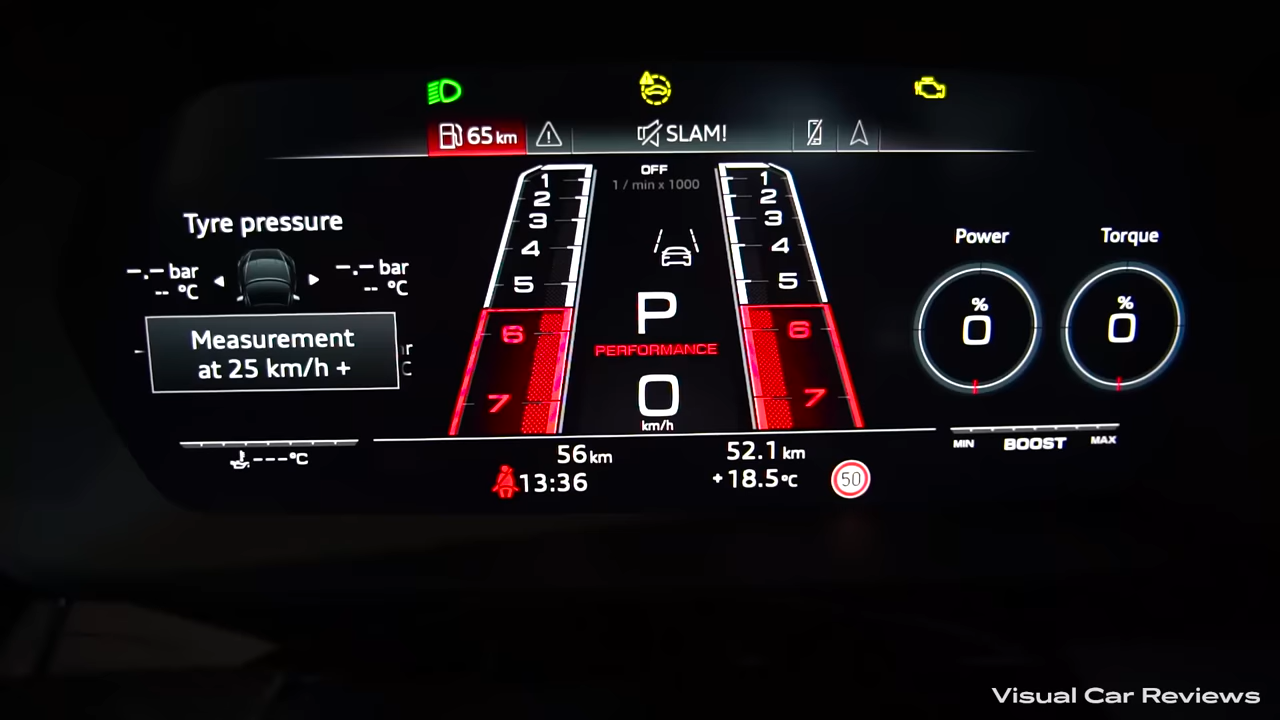 65 km
SLAM!
OFF
1 / min x 1000
1
2
3
4
5
6
7
1
2
3
4
5
6
7
Tyre pressure
-.- bar
-- °C
-.- bar
-- °C
Measurement
at 25 km/h +
---°C
P
PERFORMANCE
0
km/h
Power
%
0
Torque
%
0
MIN BOOST MAX
56 km
52.1 km
13:36
+18.5 °C
50
Visual Car Reviews